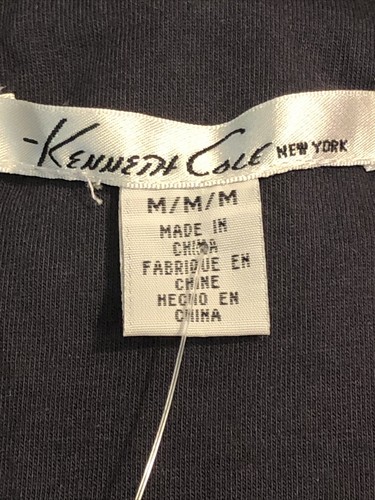 -KENNETH COLE NEW YORK
M/M/M
MADE IN
CHINA
FABRIQUE EN
CHINE
HECHO EN
CHINA